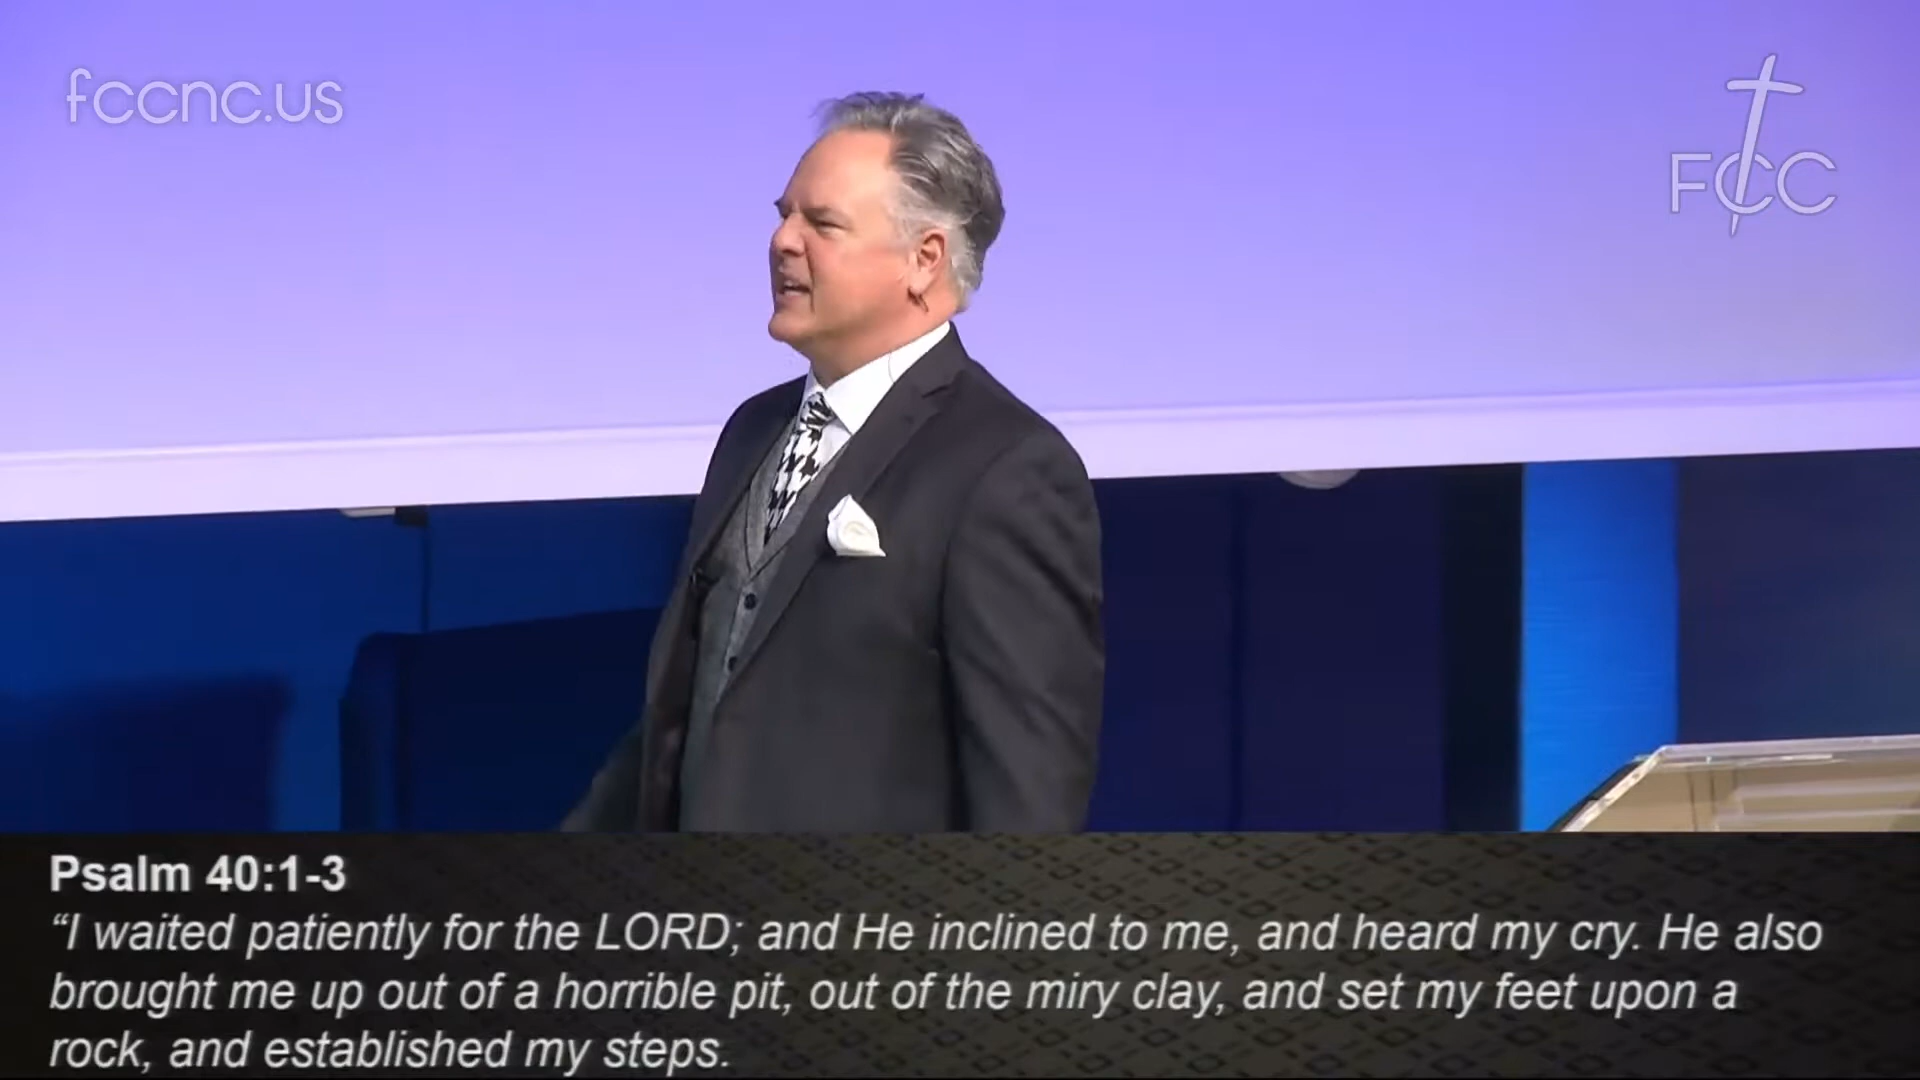 fccnc.us
FCC
Psalm 40:1-3
“I waited patiently for the LORD; and He inclined to me, and heard my cry. He also
brought me up out of a horrible pit, out of the miry clay, and set my feet upon a
rock, and established my steps.